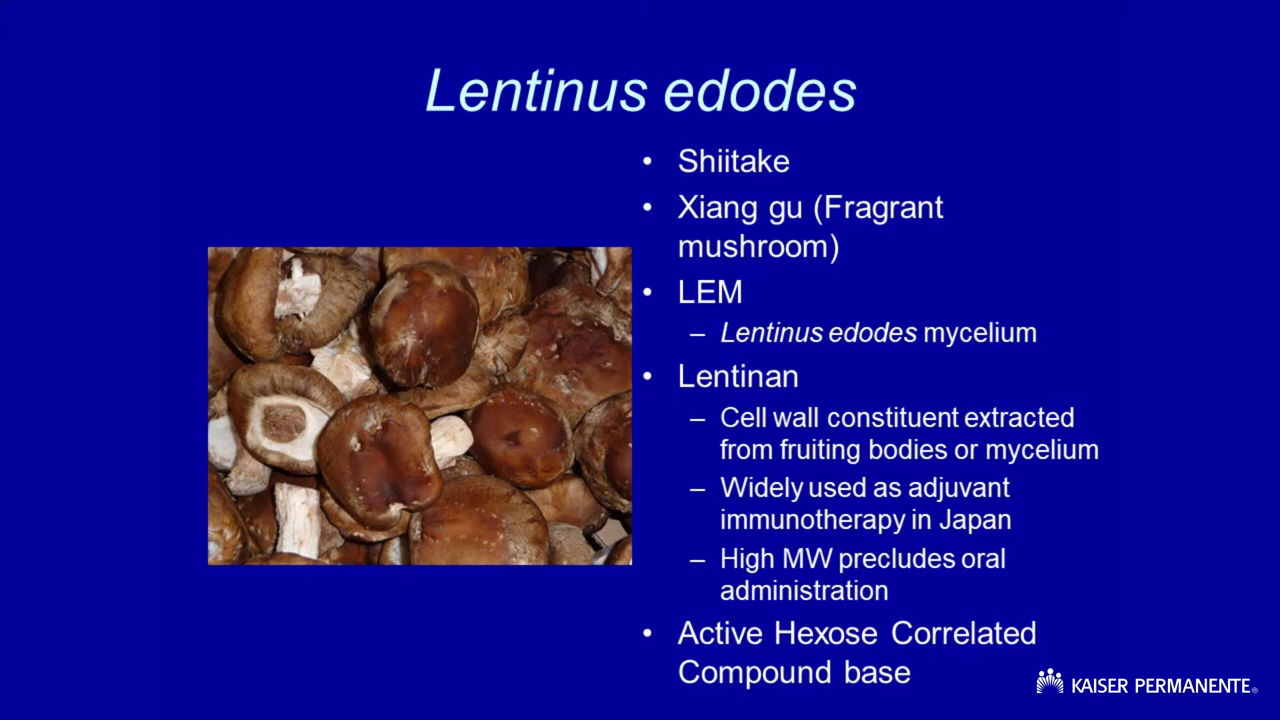 Lentinus edodes
• Shiitake
• Xiang gu (Fragrant
mushroom)
• LEM
– Lentinus edodes mycelium
• Lentinan
– Cell wall constituent extracted
from fruiting bodies or mycelium
– Widely used as adjuvant
immunotherapy in Japan
– High MW precludes oral
administration
• Active Hexose Correlated
Compound base
KAISER PERMANENTE®